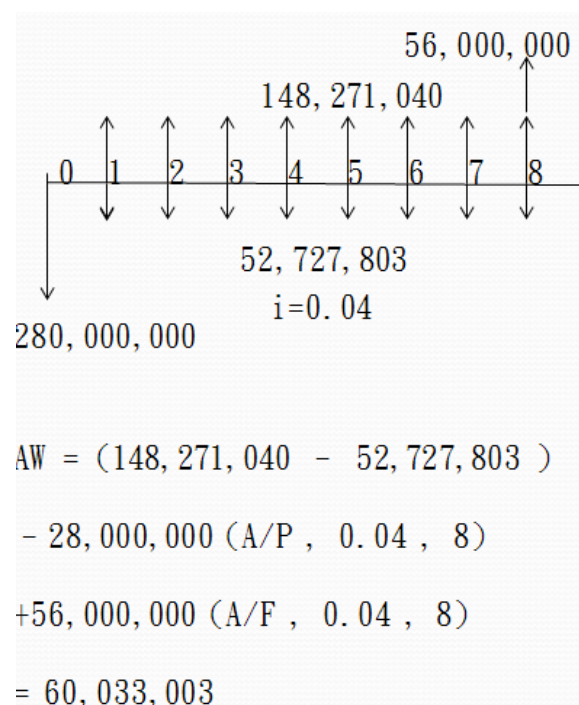 56,000,000
148,271,040
0 1 2 3 4 5 6 7 8
52,727,803
i=0.04
280,000,000
AW = (148,271,040 - 52,727,803 )
- 28,000,000 (A/P , 0.04 , 8)
+56,000,000 (A/F , 0.04 , 8)
= 60,033,003